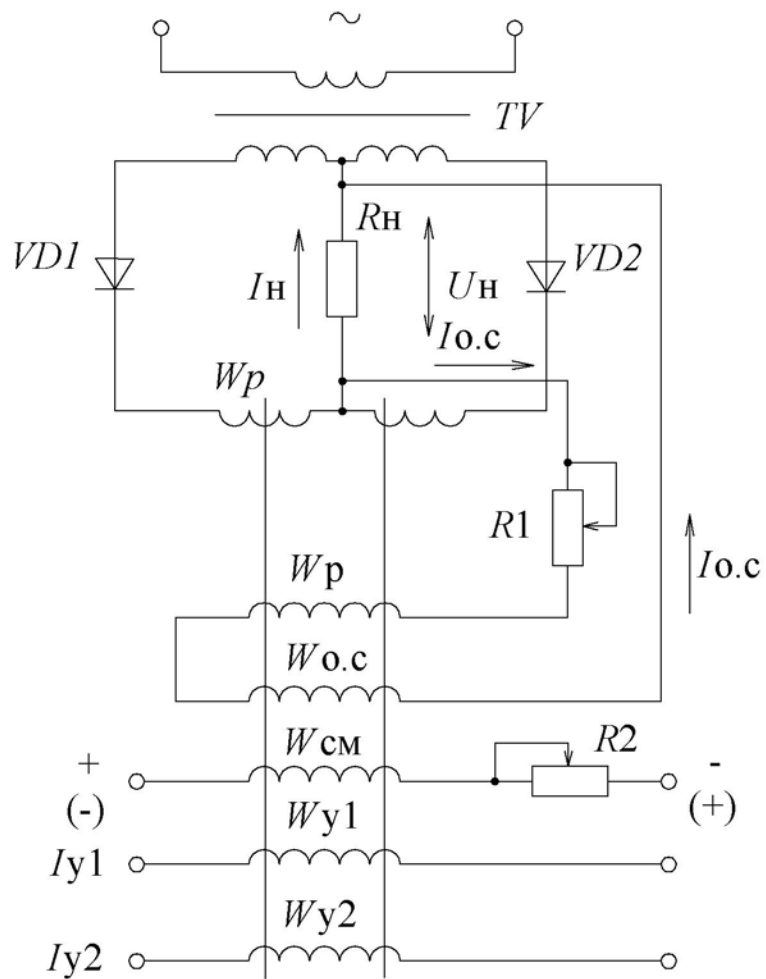 ~
TV
Rн
VD1
VD2
Iн
Uн
Iо.с
Wp
R1
Iо.с
Wр
Wо.с
Wсм
R2
+
-
(-)
(+)
Wу1
Iу1
Wу2
Iу2